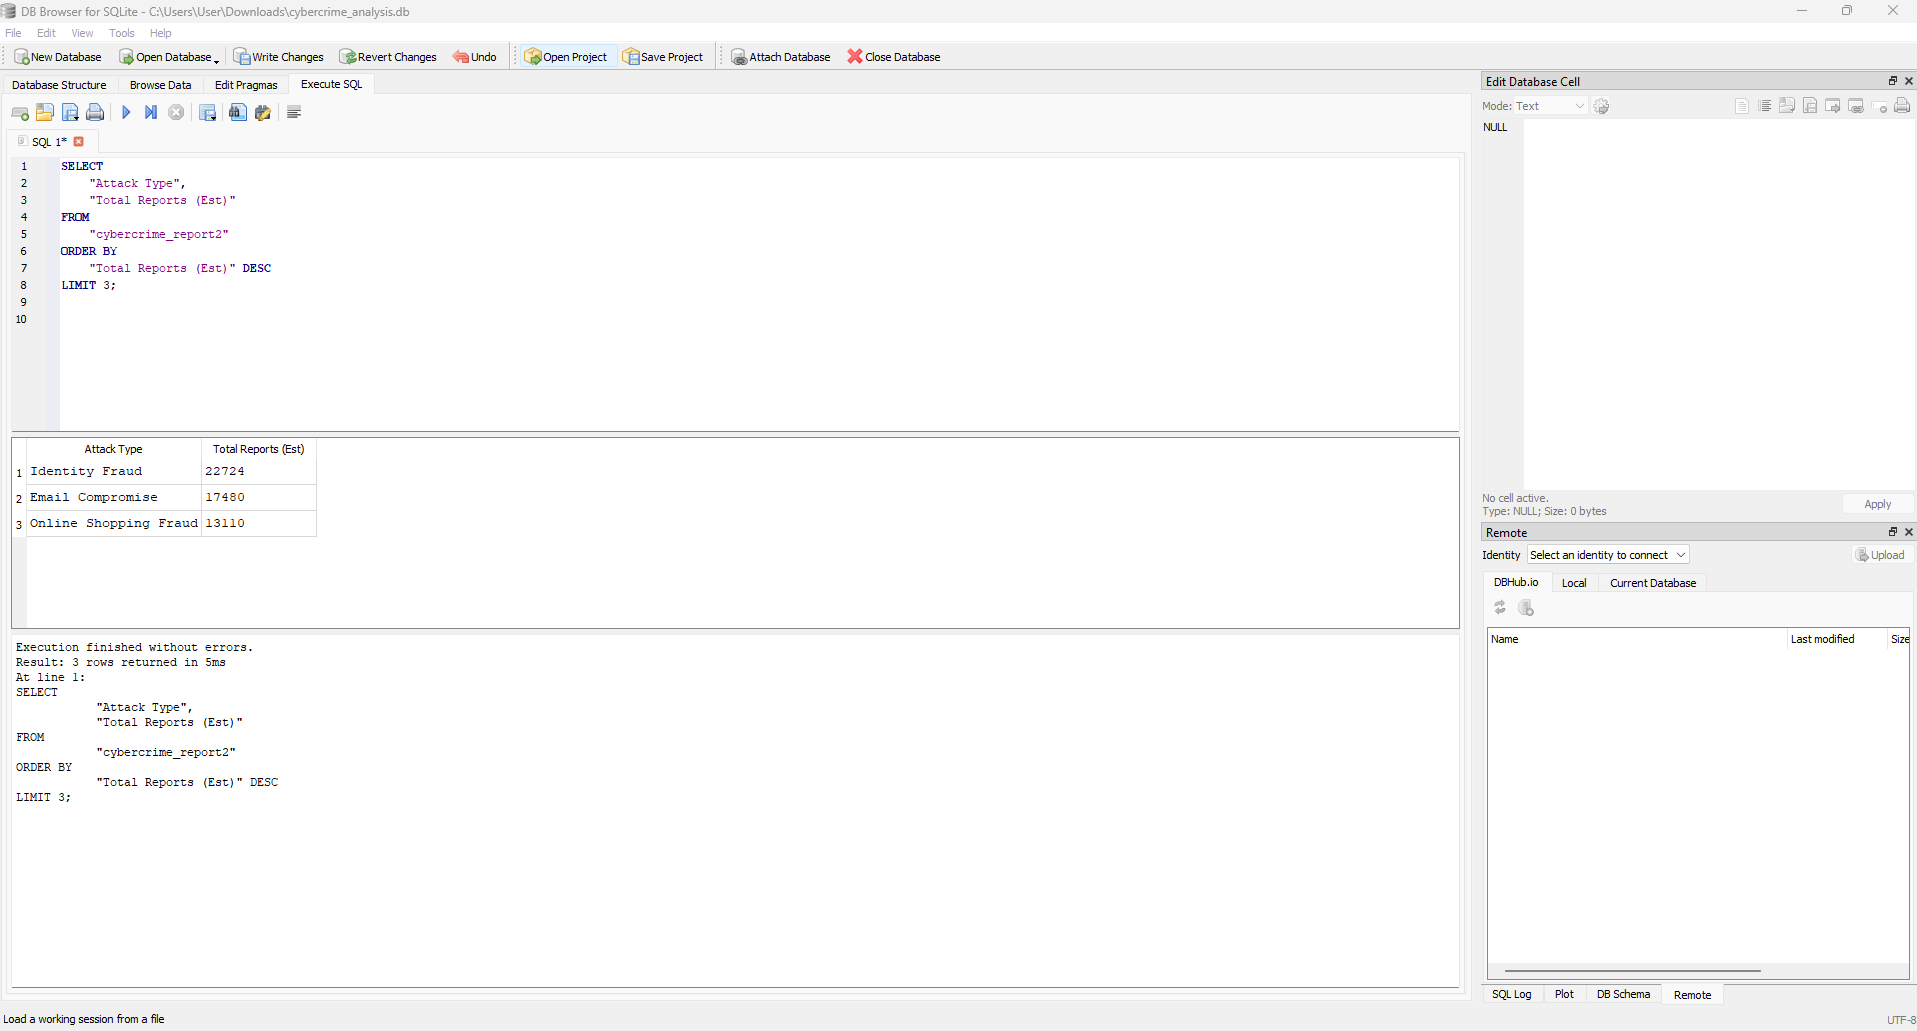 DB Browser for SQLite - C:\Users\User\Downloads\cybercrime_analysis.db
File Edit View Tools Help
New Database Open Database Write Changes Revert Changes Undo Open Project Save Project Attach Database Close Database
Database Structure Browse Data Edit Pragmas Execute SQL
SQL 1*
1 SELECT
2 "Attack Type",
3 "Total Reports (Est)"
4 FROM
5 "cybercrime_report2"
6 ORDER BY
7 "Total Reports (Est)" DESC
8 LIMIT 3;
9
10
Attack Type Total Reports (Est)
1 Identity Fraud 22724
2 Email Compromise 17480
3 Online Shopping Fraud 13110
Execution finished without errors.
Result: 3 rows returned in 5ms
At line 1:
SELECT
"Attack Type",
"Total Reports (Est)"
FROM
"cybercrime_report2"
ORDER BY
"Total Reports (Est)" DESC
LIMIT 3;
Edit Database Cell
Mode: Text
NULL
No cell active.
Type: NULL; Size: 0 bytes
Apply
Remote
Identity Select an identity to connect Upload
DBHub.io Local Current Database
Name Last modified Size
SQL Log Plot DB Schema Remote
Load a working session from a file
UTF-8